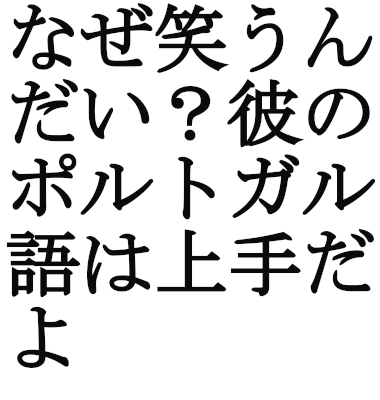 なぜ笑うん
だい？彼の
ポルトガル
語は上手だ
よ